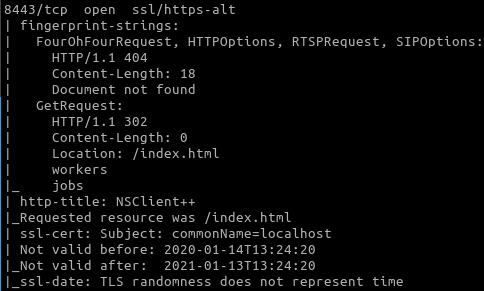 8443/tcp  open  ssl/https-alt
| fingerprint-strings:
|   FourOhFourRequest, HTTPOptions, RTSPRequest, SIPOptions:
|     HTTP/1.1 404
|     Content-Length: 18
|     Document not found
|   GetRequest:
|     HTTP/1.1 302
|     Content-Length: 0
|     Location: /index.html
|     workers
|_    jobs
| http-title: NSClient++
|_Requested resource was /index.html
| ssl-cert: Subject: commonName=localhost
| Not valid before: 2020-01-14T13:24:20
|_Not valid after:  2021-01-13T13:24:20
|_ssl-date: TLS randomness does not represent time